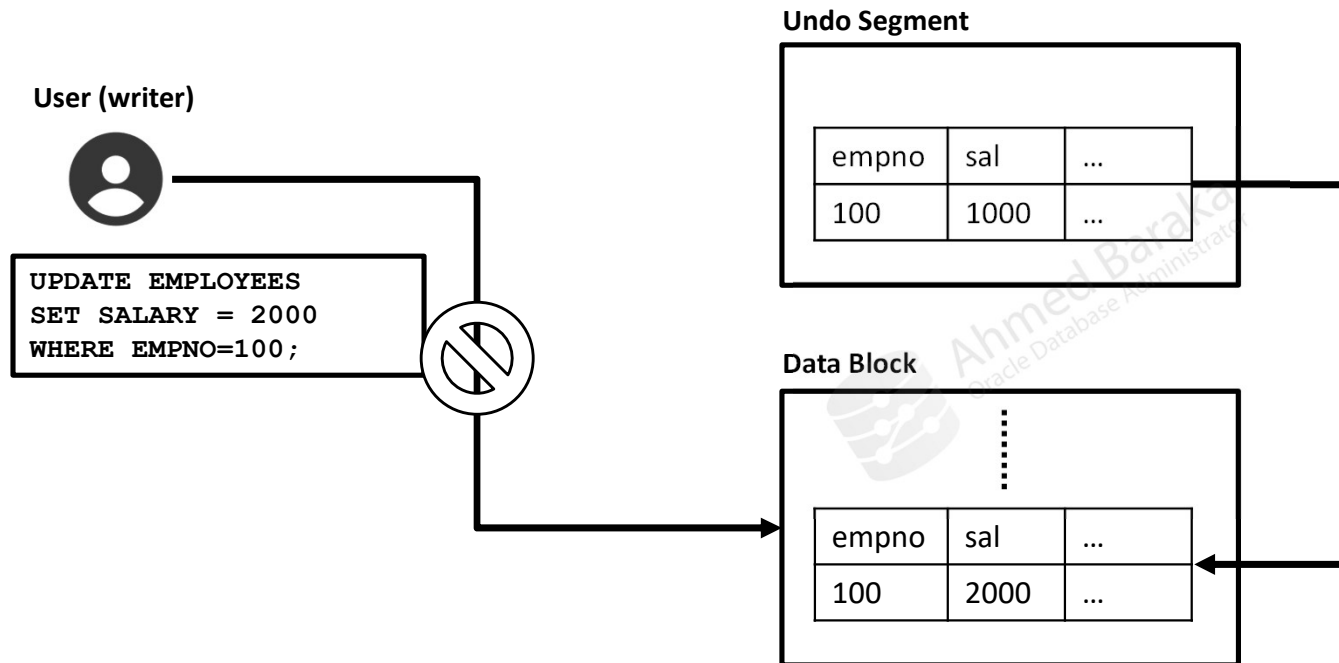 Undo Segment
User (writer)
empno sal ...
100 1000 ...
UPDATE EMPLOYEES
SET SALARY = 2000
WHERE EMPNO=100;
Ahmed Baraka
Oracle Database Administrator
Data Block
empno sal ...
100 2000 ...